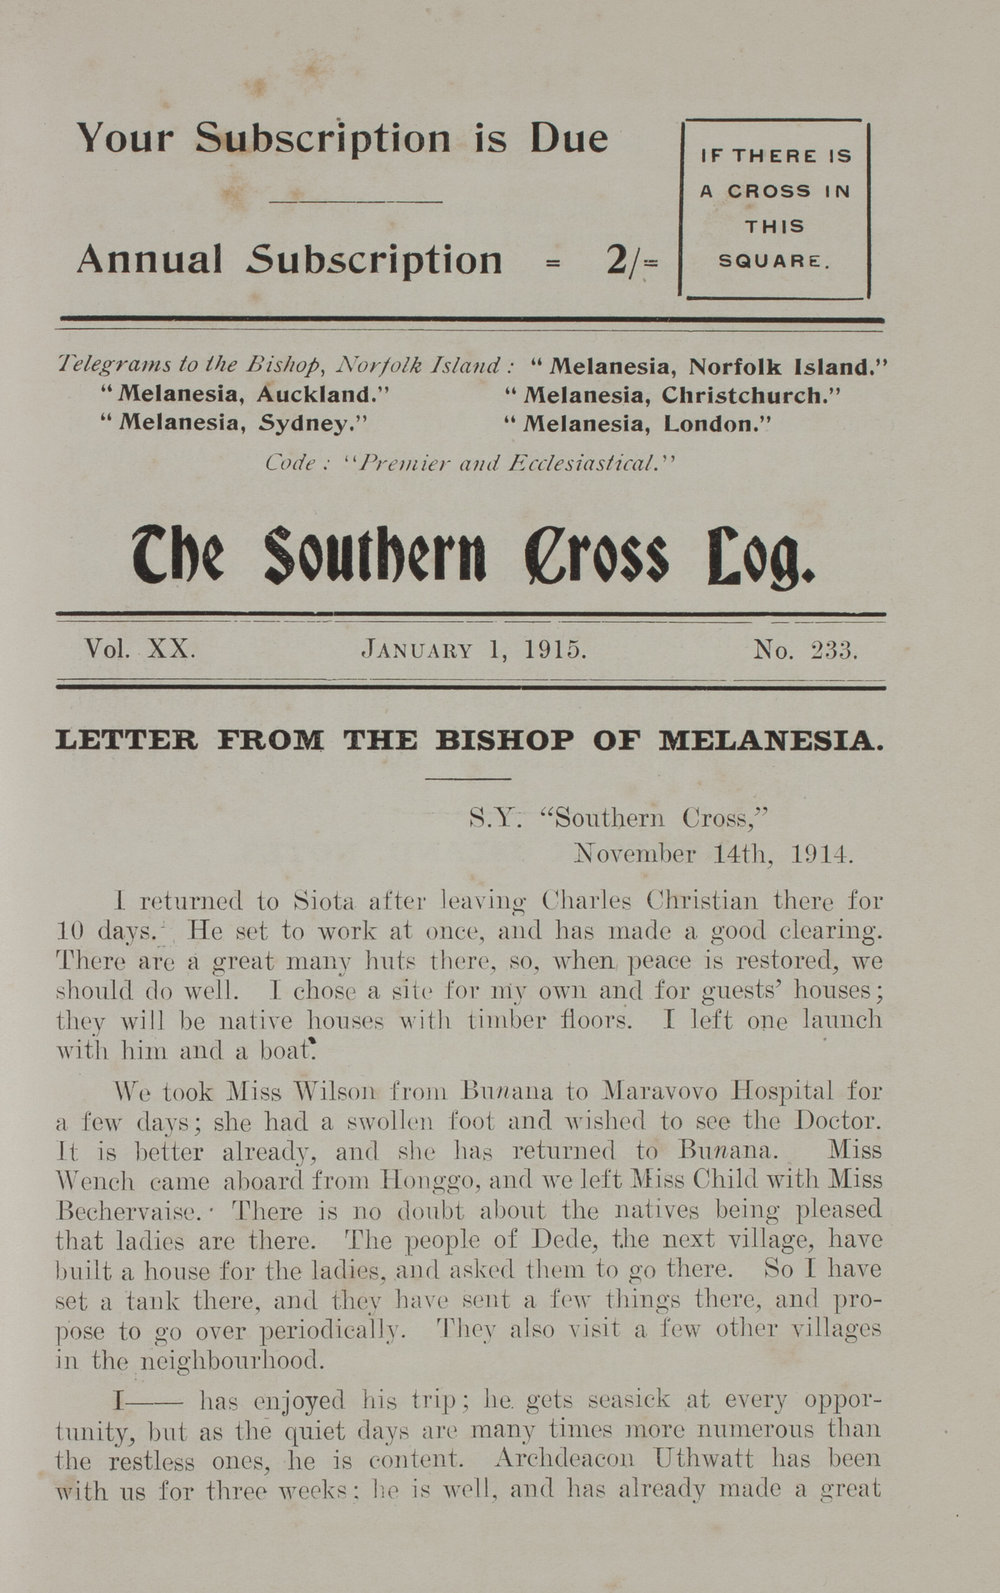 Your Subscription is Due
Annual Subscription = 2/=
IF THERE IS
A CROSS IN
THIS
SQUARE.
Telegrams to the Bishop, Norfolk Island : “ Melanesia, Norfolk Island.”
“ Melanesia, Auckland.” “ Melanesia, Christchurch.”
“ Melanesia, Sydney.” “ Melanesia, London.”
Code : “Premier and Ecclesiastical.”
The Southern Cross Log.
Vol. XX. January 1, 1915. No. 233.
LETTER FROM THE BISHOP OF MELANESIA.
S.Y. “Southern Cross,”
November 14th, 1914.
I returned to Siota after leaving Charles Christian there for
10 days. He set to work at once, and has made a good clearing.
There are a great many huts there, so, when peace is restored, we
should do well. I chose a site for my own and for guests’ houses;
they will be native houses with timber floors. I left one launch
with him and a boat.
We took Miss Wilson from Bunana to Maravovo Hospital for
a few days; she had a swollen foot and wished to see the Doctor.
It is better already, and she has returned to Bunana. Miss
Wench came aboard from Honggo, and we left Miss Child with Miss
Bechervaise. There is no doubt about the natives being pleased
that ladies are there. The people of Dede, the next village, have
built a house for the ladies, and asked them to go there. So I have
set a tank there, and they have sent a few things there, and pro-
pose to go over periodically. They also visit a few other villages
in the neighbourhood.
I—— has enjoyed his trip; he gets seasick at every oppor-
tunity, but as the quiet days are many times more numerous than
the restless ones, he is content. Archdeacon Uthwatt has been
with us for three weeks: he is well, and has already made a great